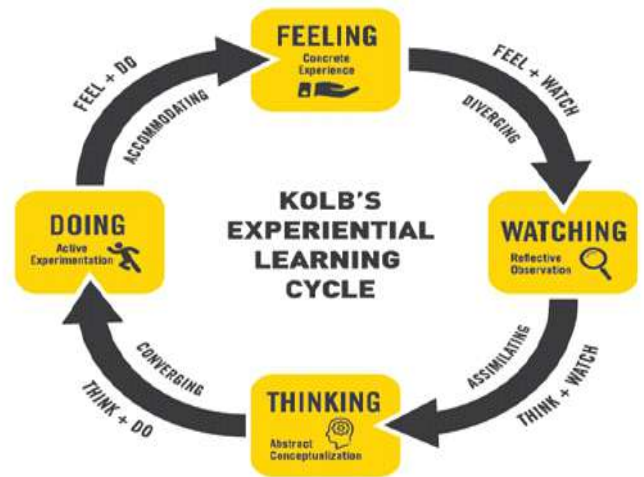 FEELING
Concrete
Experience
FEEL + DO
ACCOMMODATING
FEEL + WATCH
DIVERGING
KOLB'S
EXPERIENTIAL
LEARNING
CYCLE
DOING
Active
Experimentation
WATCHING
Reflective
Observation
CONVERGING
THINK + DO
ASSIMILATING
THINK + WATCH
THINKING
Abstract
Conceptualization